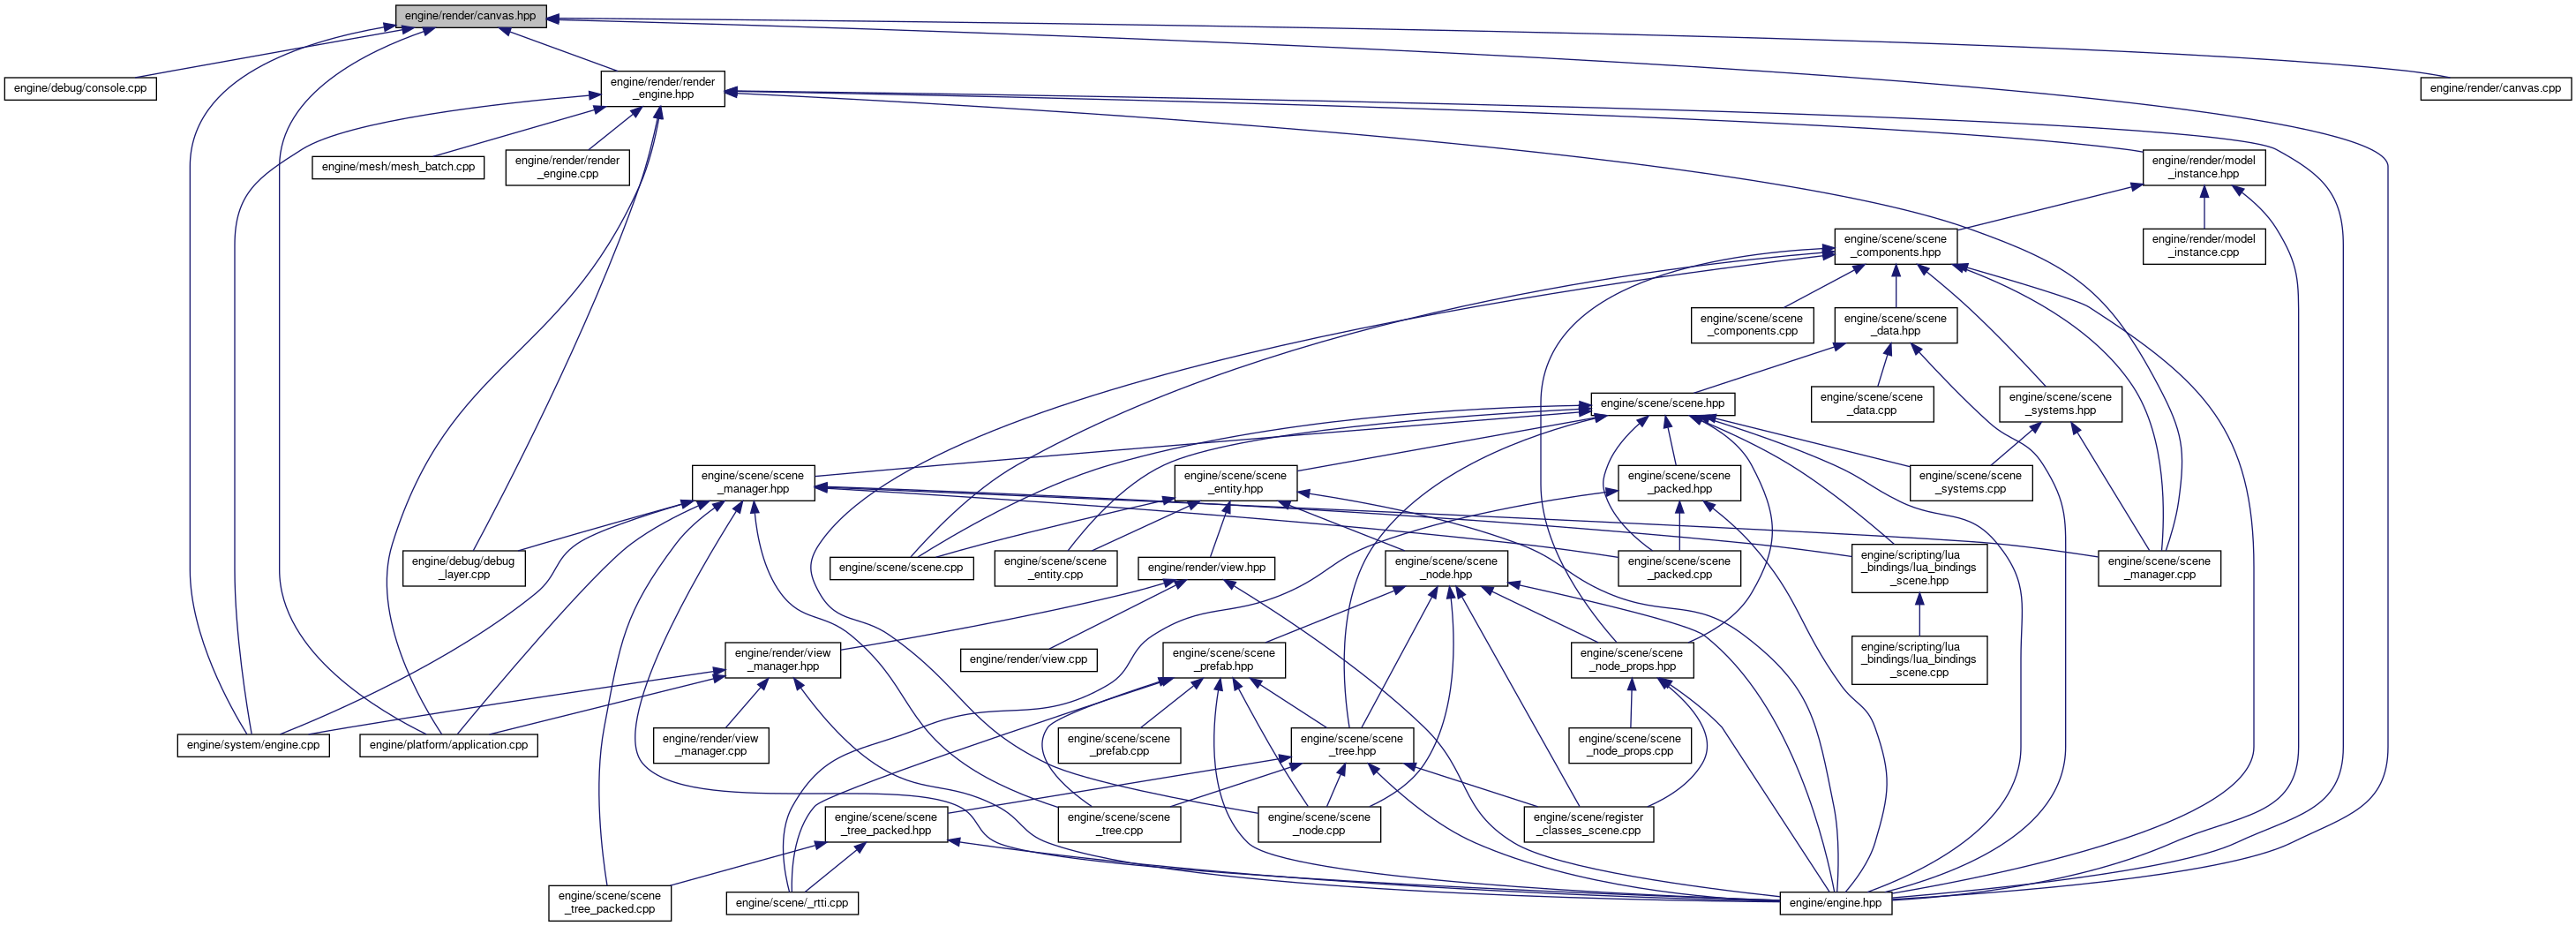 engine/render/canvas.hpp
engine/debug/console.cpp
engine/render/render
_engine.hpp
engine/render/canvas.cpp
engine/mesh/mesh_batch.cpp
engine/render/render
_engine.cpp
engine/render/model
_instance.hpp
engine/scene/scene
_components.hpp
engine/render/model
_instance.cpp
engine/scene/scene
_components.cpp
engine/scene/scene
_data.hpp
engine/scene/scene.hpp
engine/scene/scene
_data.cpp
engine/scene/scene
_systems.hpp
engine/scene/scene
_manager.hpp
engine/scene/scene
_entity.hpp
engine/scene/scene
_packed.hpp
engine/scene/scene
_systems.cpp
engine/debug/debug
_layer.cpp
engine/scene/scene.cpp
engine/scene/scene
_entity.cpp
engine/render/view.hpp
engine/scene/scene
_node.hpp
engine/scene/scene
_packed.cpp
engine/scripting/lua
_bindings/lua_bindings
_scene.hpp
engine/scene/scene
_manager.cpp
engine/render/view
_manager.hpp
engine/render/view.cpp
engine/scene/scene
_prefab.hpp
engine/scene/scene
_node_props.hpp
engine/scripting/lua
_bindings/lua_bindings
_scene.cpp
engine/system/engine.cpp
engine/platform/application.cpp
engine/render/view
_manager.cpp
engine/scene/scene
_prefab.cpp
engine/scene/scene
_tree.hpp
engine/scene/scene
_node_props.cpp
engine/scene/scene
_tree_packed.hpp
engine/scene/scene
_tree.cpp
engine/scene/scene
_node.cpp
engine/scene/register
_classes_scene.cpp
engine/scene/scene
_tree_packed.cpp
engine/scene/_rtti.cpp
engine/engine.hpp